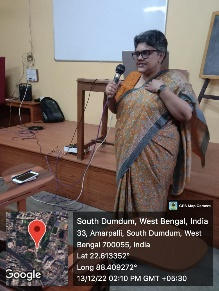 GPS Map Camera
South Dumdum, West Bengal, India
33, Amarpalli, South Dumdum, West
Bengal 700055, India
Lat 22.613352°
Long 88.409272°
13/12/22 02:10 PM GMT +05:30
Google